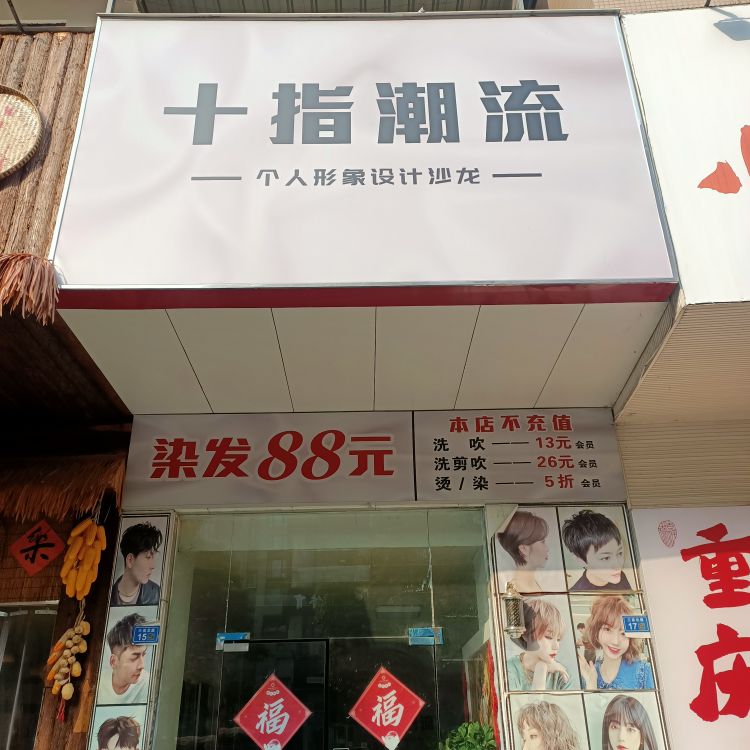 十指潮流
个人形象设计沙龙
染发88元
本店不充值
洗 吹 —— 13元 会员
洗剪吹 —— 26元 会员
烫/染 —— 5折 会员
15
17
福
福
重
庆